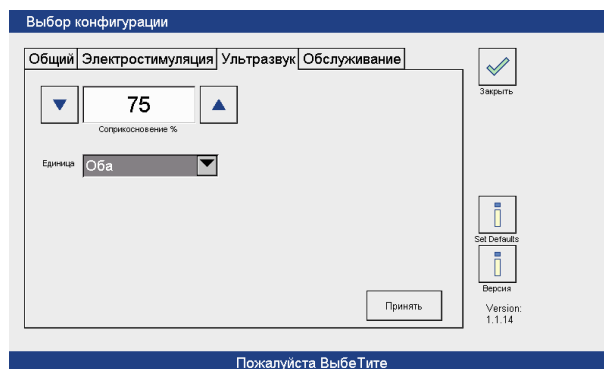 Выбор конфигурации
Общий Электростимуляция Ультразвук Обслуживание
75
Соприкосновение %
Единица Оба
Принять
Закрыть
Set Defaults
Версия
Version:
1.1.14
Пожалуйста ВыбеТите